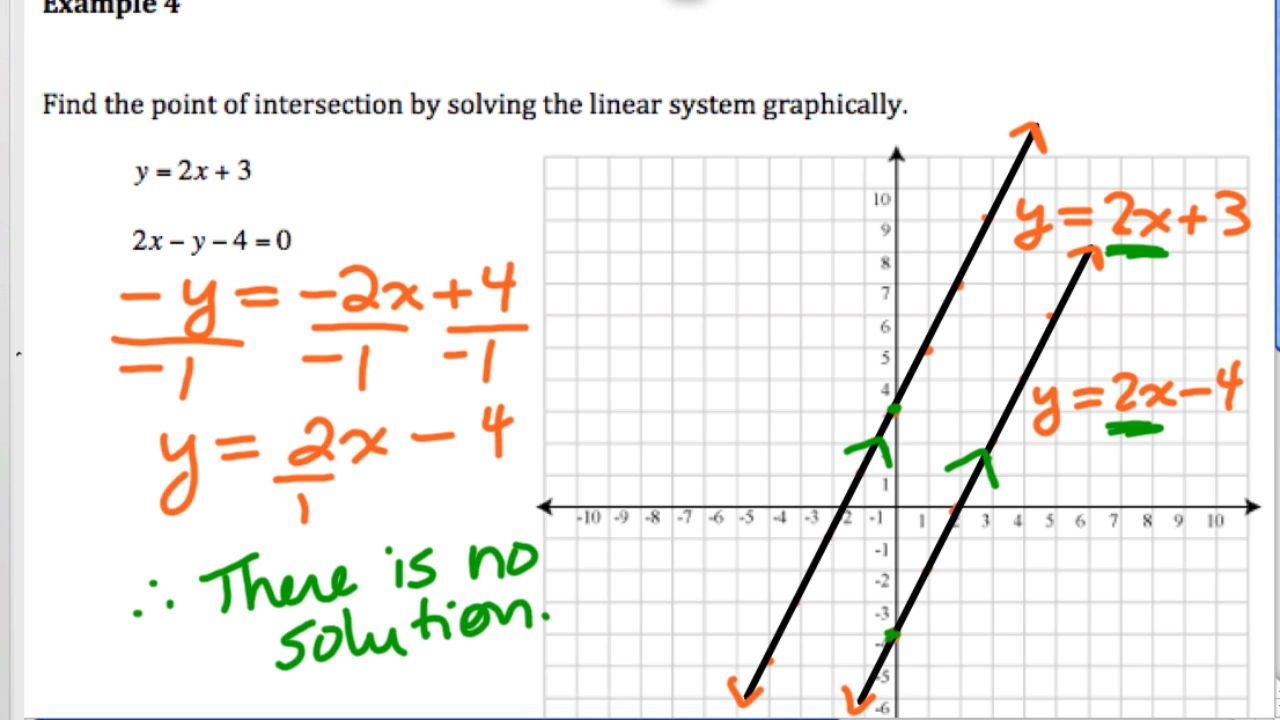 Example 4
Find the point of intersection by solving the linear system graphically.
y = 2x + 3
2x – y – 4 = 0
-y = -2x + 4
-1 -1 -1
y = 2x - 4
1
∴ There is no
solution.
y = 2x + 3
y = 2x - 4
10
9
8
7
6
5
4
1
-10 -9 -8 -7 -6 -5 -4 -3 2 -1 1 2 3 4 5 6 7 8 9 10
-1
-2
-3
-4
-5
-6